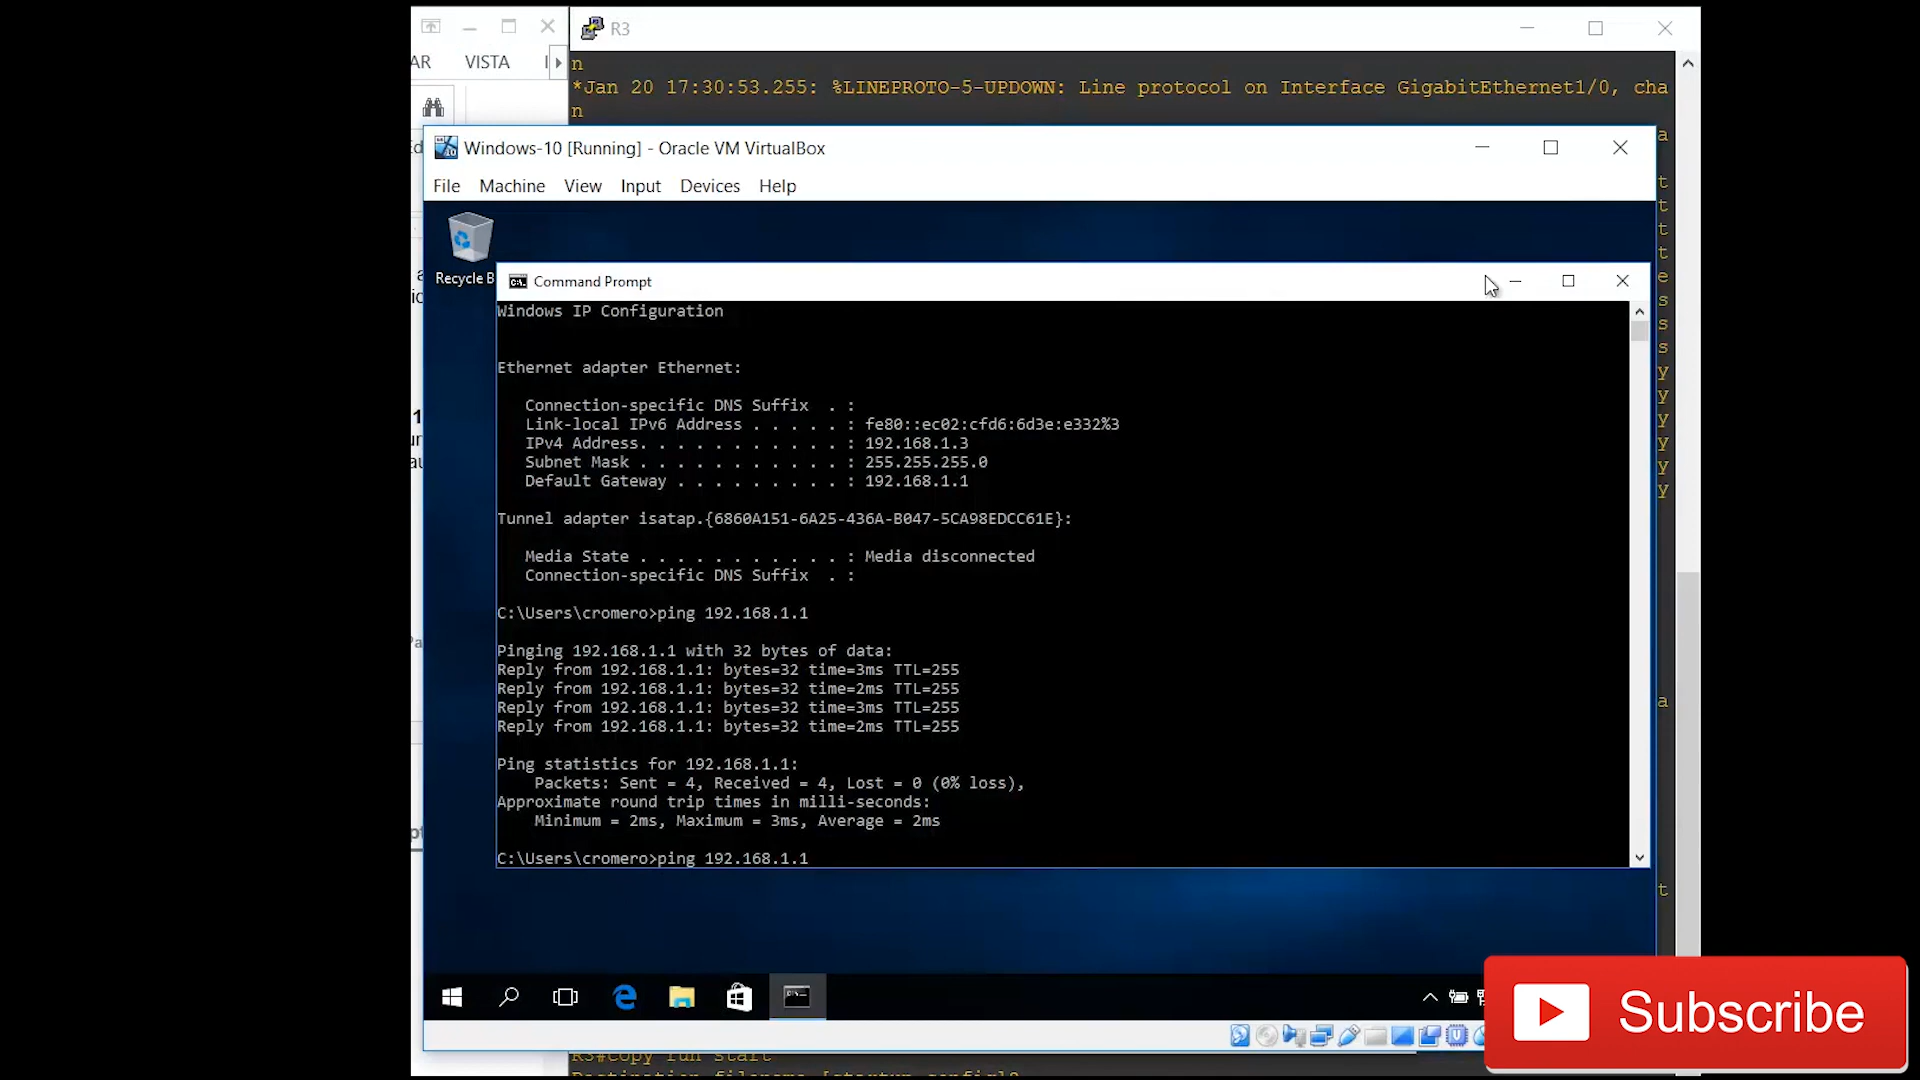 R3
AR VISTA
n
*Jan 20 17:30:53.255: %LINEPROTO-5-UPDOWN: Line protocol on Interface GigabitEthernet1/0, cha
n
Windows-10 [Running] - Oracle VM VirtualBox
File Machine View Input Devices Help
Recycle B
Command Prompt
Windows IP Configuration
Ethernet adapter Ethernet:
Connection-specific DNS Suffix . :
Link-local IPv6 Address . . . . . : fe80::ec02:cfd6:6d3e:e332%3
IPv4 Address. . . . . . . . . . . : 192.168.1.3
Subnet Mask . . . . . . . . . . . : 255.255.255.0
Default Gateway . . . . . . . . . : 192.168.1.1
Tunnel adapter isatap.{6860A151-6A25-436A-B047-5CA98EDCC61E}:
Media State . . . . . . . . . . . : Media disconnected
Connection-specific DNS Suffix . :
C:\Users\cromero>ping 192.168.1.1
Pinging 192.168.1.1 with 32 bytes of data:
Reply from 192.168.1.1: bytes=32 time=3ms TTL=255
Reply from 192.168.1.1: bytes=32 time=2ms TTL=255
Reply from 192.168.1.1: bytes=32 time=3ms TTL=255
Reply from 192.168.1.1: bytes=32 time=2ms TTL=255
Ping statistics for 192.168.1.1:
Packets: Sent = 4, Received = 4, Lost = 0 (0% loss),
Approximate round trip times in milli-seconds:
Minimum = 2ms, Maximum = 3ms, Average = 2ms
C:\Users\cromero>ping 192.168.1.1
R3#copy run start
Subscribe